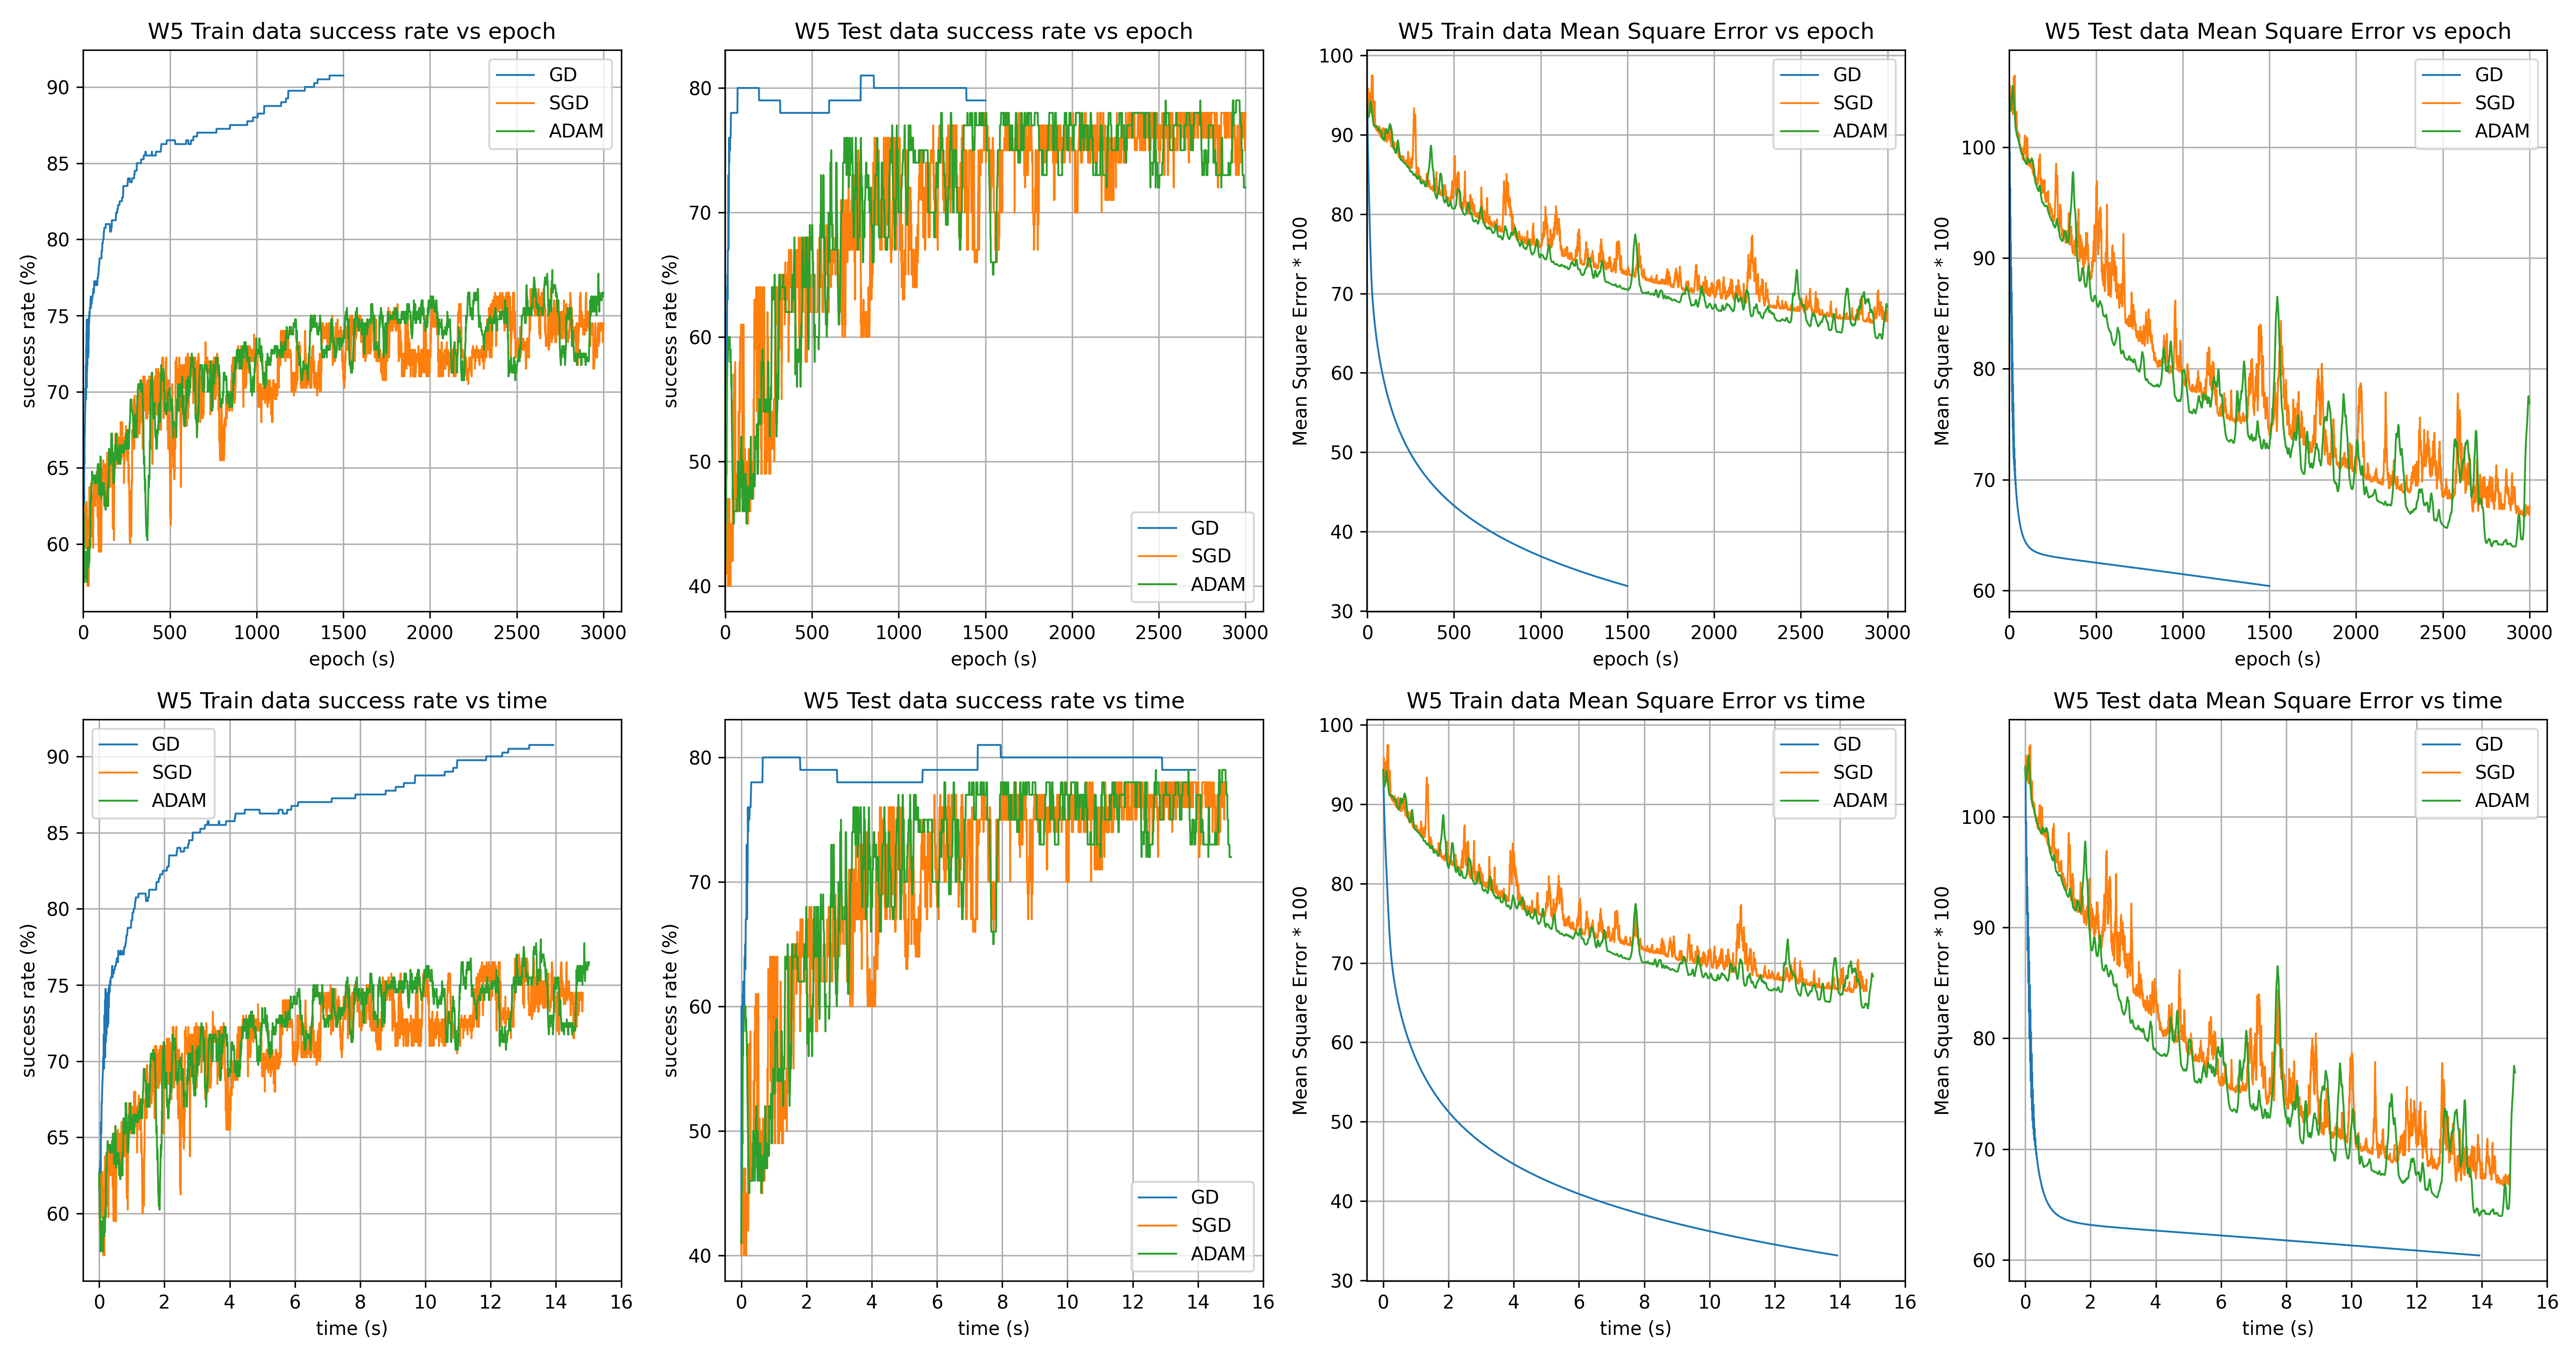 W5 Train data success rate vs epoch
success rate (%)
90
85
80
75
70
65
60
0 500 1000 1500 2000 2500 3000
epoch (s)
GD
SGD
ADAM
W5 Test data success rate vs epoch
success rate (%)
80
70
60
50
40
0 500 1000 1500 2000 2500 3000
epoch (s)
GD
SGD
ADAM
W5 Train data Mean Square Error vs epoch
Mean Square Error * 100
100
90
80
70
60
50
40
30
0 500 1000 1500 2000 2500 3000
epoch (s)
GD
SGD
ADAM
W5 Test data Mean Square Error vs epoch
Mean Square Error * 100
100
90
80
70
60
0 500 1000 1500 2000 2500 3000
epoch (s)
GD
SGD
ADAM
W5 Train data success rate vs time
success rate (%)
90
85
80
75
70
65
60
0 2 4 6 8 10 12 14 16
time (s)
GD
SGD
ADAM
W5 Test data success rate vs time
success rate (%)
80
70
60
50
40
0 2 4 6 8 10 12 14 16
time (s)
GD
SGD
ADAM
W5 Train data Mean Square Error vs time
Mean Square Error * 100
100
90
80
70
60
50
40
30
0 2 4 6 8 10 12 14 16
time (s)
GD
SGD
ADAM
W5 Test data Mean Square Error vs time
Mean Square Error * 100
100
90
80
70
60
0 2 4 6 8 10 12 14 16
time (s)
GD
SGD
ADAM